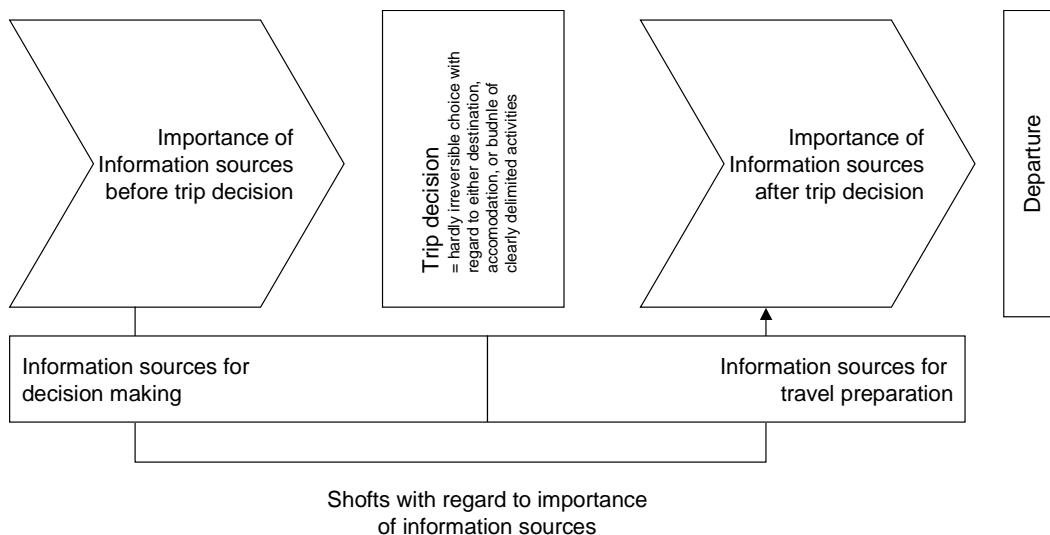 Importance of
Information sources
before trip decision
Trip decision
= hardly irreversible choice with
regard to either destination,
accomodation, or budnle of
clearly delimited activities
Importance of
Information sources
after trip decision
Departure
Information sources for
decision making
Information sources for
travel preparation
Shofts with regard to importance
of information sources